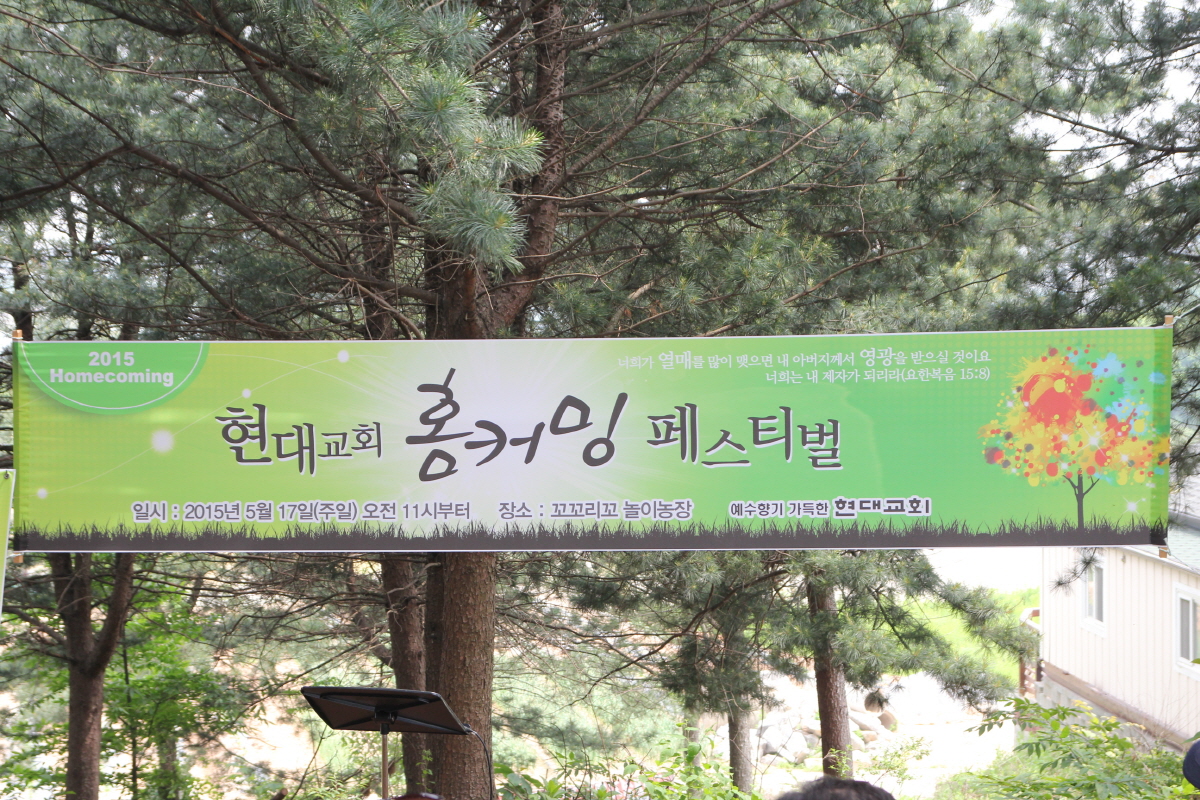 2015
Homecoming
너희가 열매를 많이 맺으면 내 아버지께서 영광을 받으실 것이요
너희는 내 제자가 되리라(요한복음 15:8)
현대교회 홈커밍 페스티벌
일시 : 2015년 5월 17일(주일) 오전 11시부터 장소 : 꼬꼬리꼬 놀이농장 예수향기 가득한 현대교회